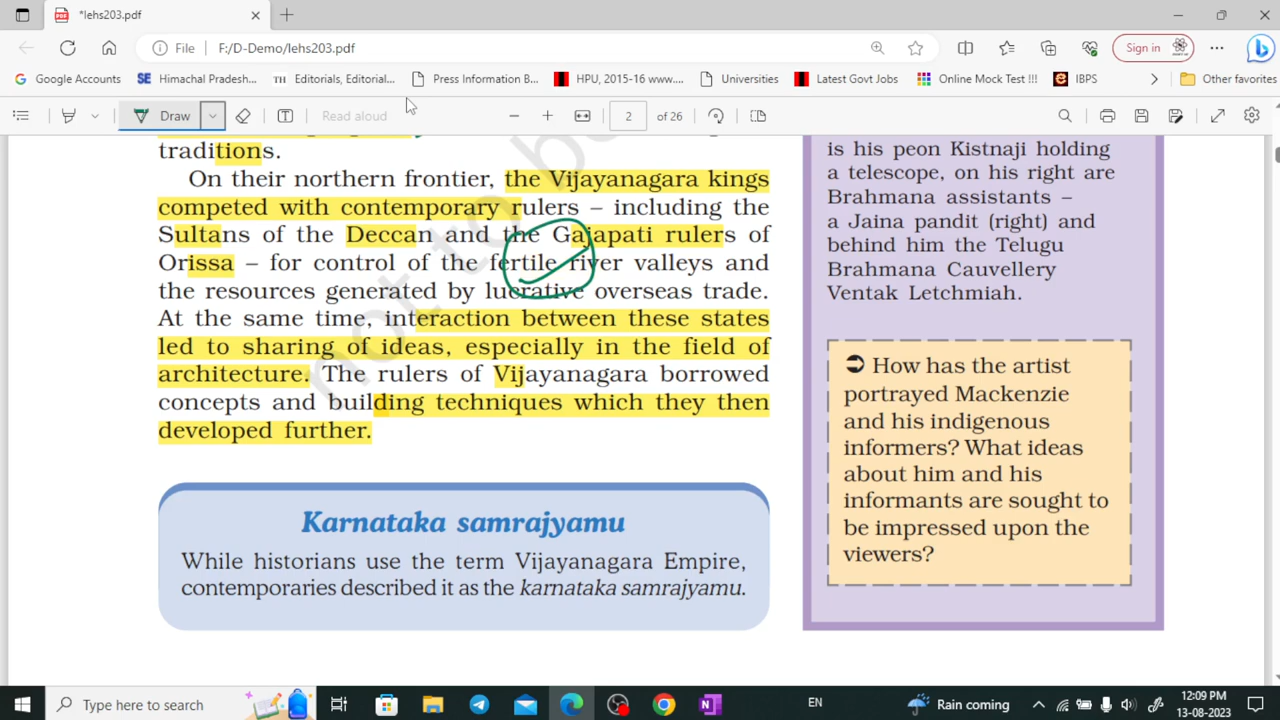 *lehs203.pdf
File F:/D-Demo/lehs203.pdf
Sign in
Google Accounts
SE Himachal Pradesh...
TH Editorials, Editorial...
Press Information B...
HPU, 2015-16 www....
Universities
Latest Govt Jobs
Online Mock Test !!!
IBPS
Other favorites
Draw
Read aloud
2 of 26
traditions.
On their northern frontier, the Vijayanagara kings
competed with contemporary rulers – including the
Sultans of the Deccan and the Gajapati rulers of
Orissa – for control of the fertile river valleys and
the resources generated by lucrative overseas trade.
At the same time, interaction between these states
led to sharing of ideas, especially in the field of
architecture. The rulers of Vijayanagara borrowed
concepts and building techniques which they then
developed further.
not to be
Karnataka samrajyamu
While historians use the term Vijayanagara Empire,
contemporaries described it as the karnataka samrajyamu.
is his peon Kistnaji holding
a telescope, on his right are
Brahmana assistants –
a Jaina pandit (right) and
behind him the Telugu
Brahmana Cauvellery
Ventak Letchmiah.
➲ How has the artist
portrayed Mackenzie
and his indigenous
informers? What ideas
about him and his
informants are sought to
be impressed upon the
viewers?
Type here to search
EN
Rain coming
12:09 PM
13-08-2023